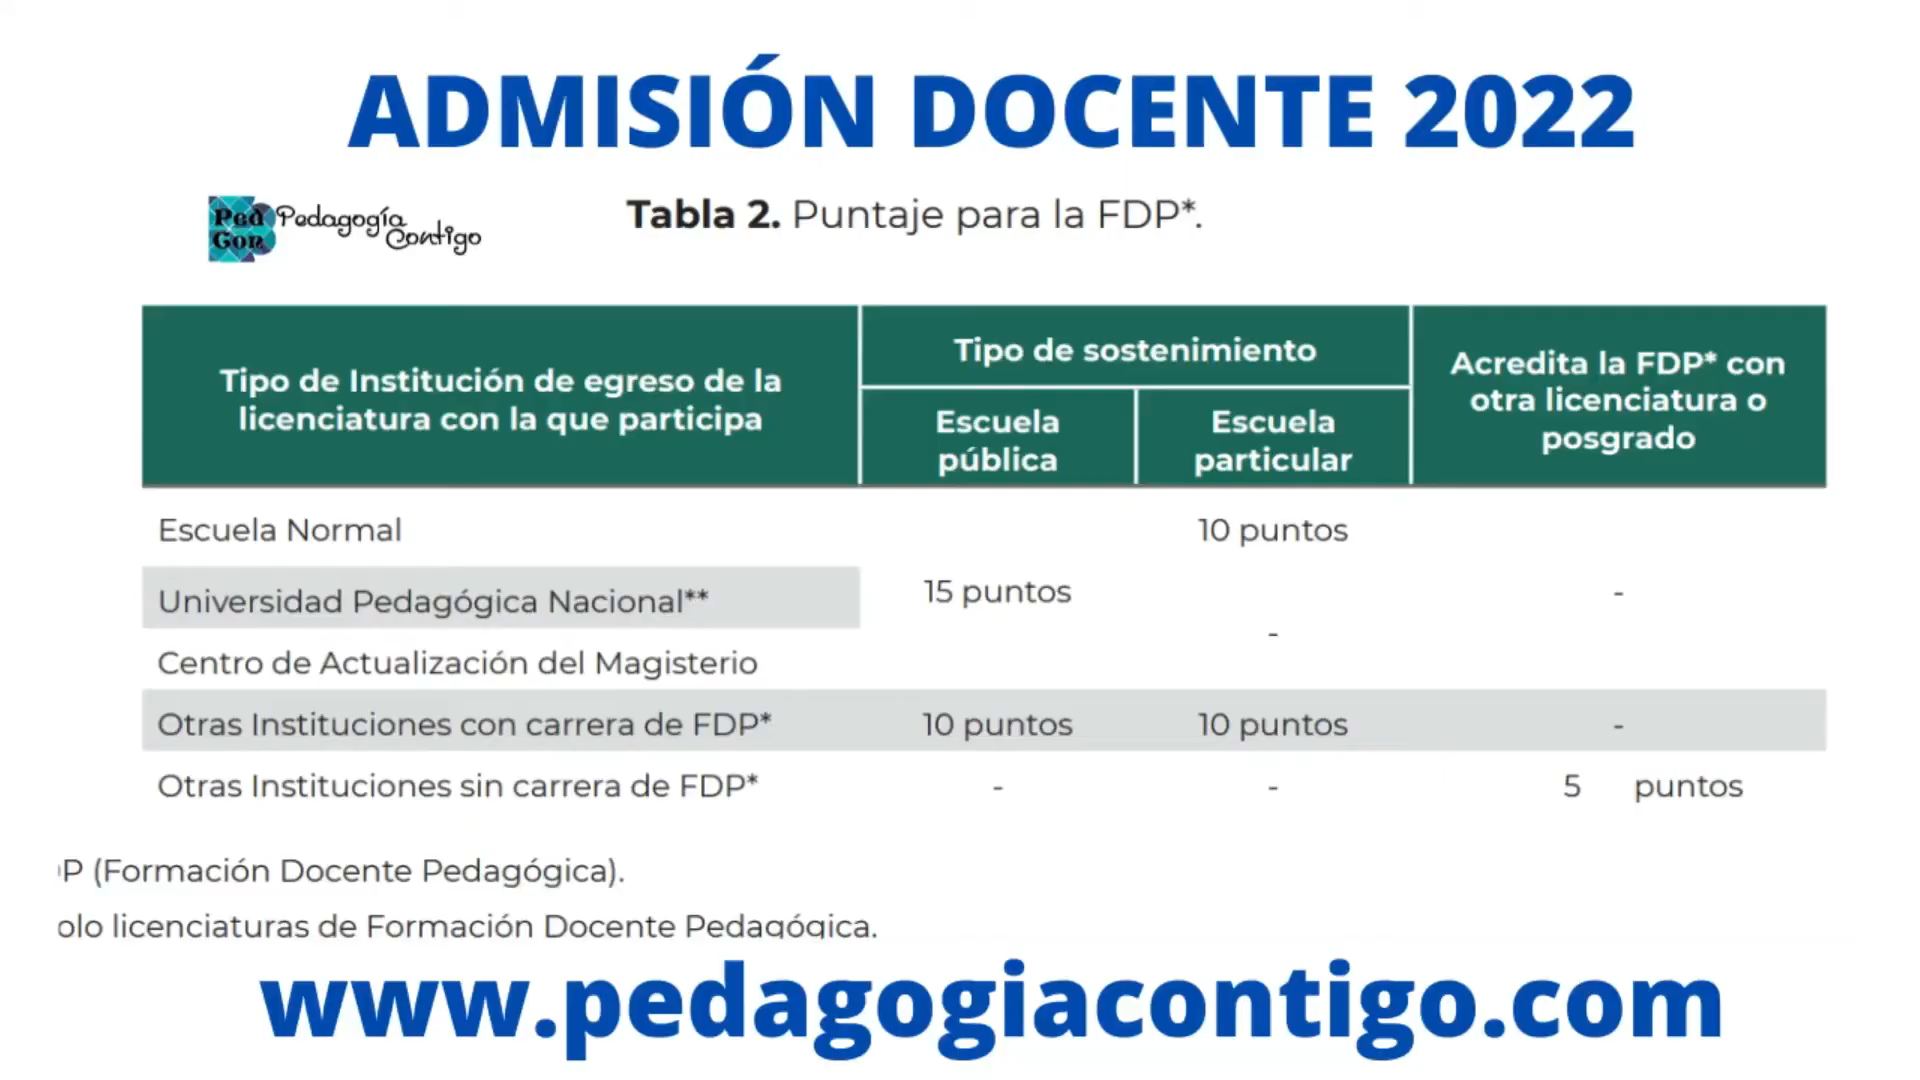 ADMISIÓN DOCENTE 2022
Ped
Con
Pedagogía
Contigo
Tabla 2. Puntaje para la FDP*.
Tipo de Institución de egreso de la
licenciatura con la que participa
Tipo de sostenimiento
Escuela
pública
Escuela
particular
Acredita la FDP* con
otra licenciatura o
posgrado
Escuela Normal
10 puntos
Universidad Pedagógica Nacional**
15 puntos
-
-
Centro de Actualización del Magisterio
Otras Instituciones con carrera de FDP*
10 puntos
10 puntos
-
Otras Instituciones sin carrera de FDP*
-
-
5 puntos
P (Formación Docente Pedagógica).
olo licenciaturas de Formación Docente Pedagógica.
www.pedagogiacontigo.com